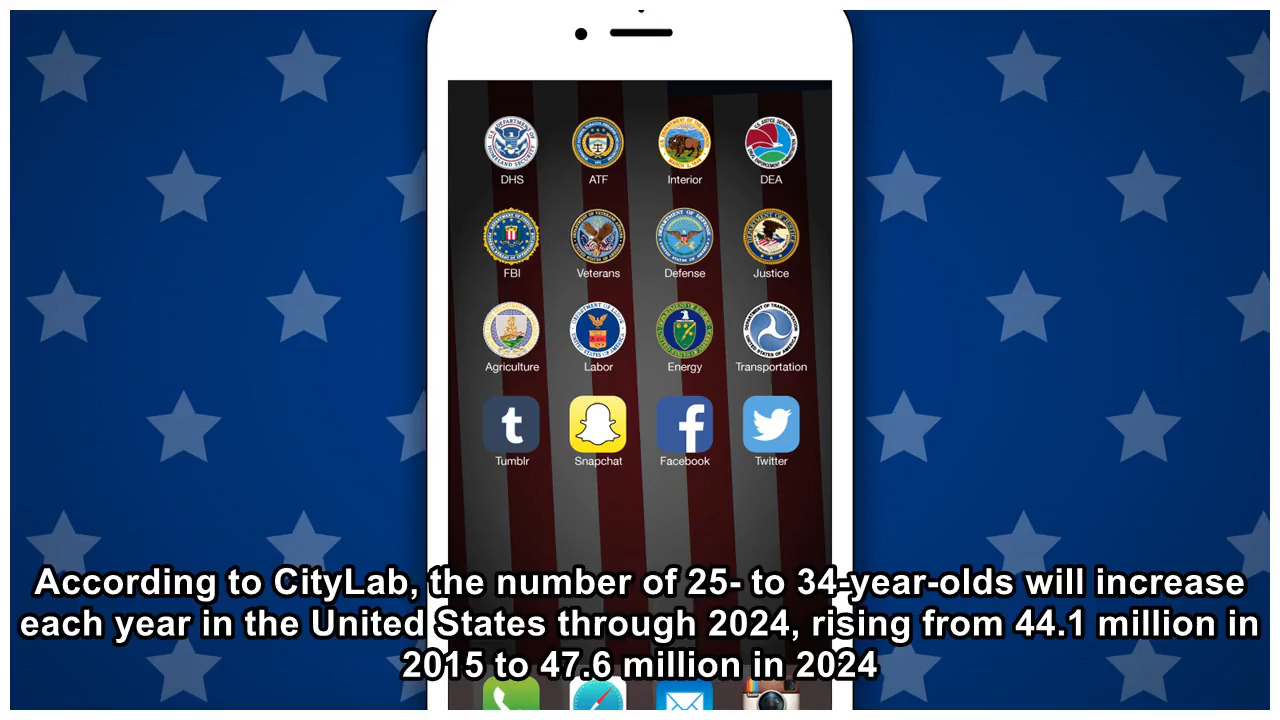 DHS ATF Interior DEA
FBI Veterans Defense Justice
Agriculture Labor Energy Transportation
t f
Tumblr Snapchat Facebook Twitter
According to CityLab, the number of 25- to 34-year-olds will increase
each year in the United States through 2024, rising from 44.1 million in
2015 to 47.6 million in 2024